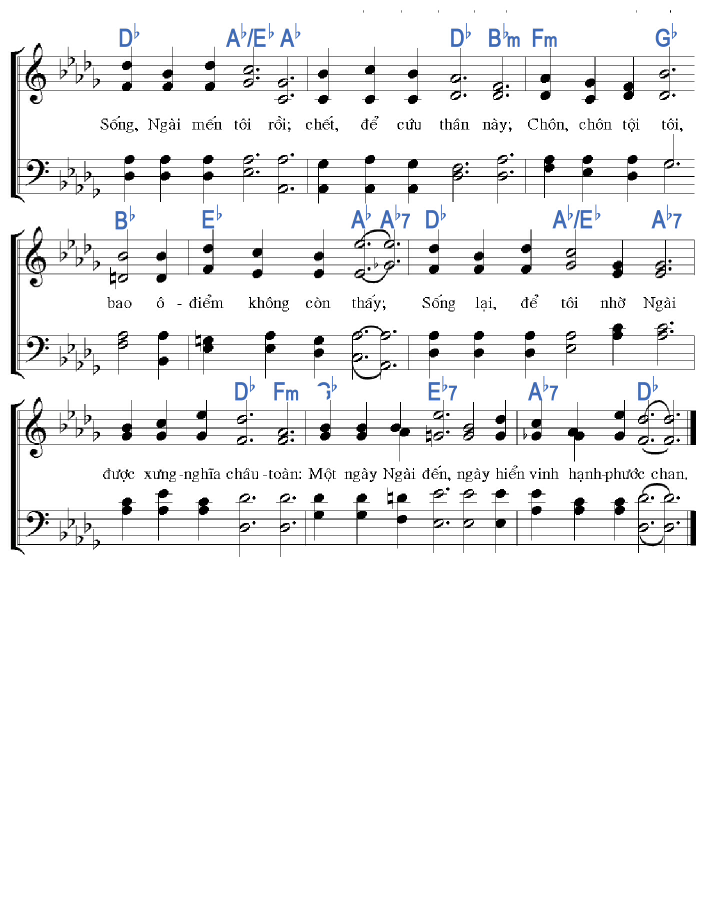 D♭ A♭/E♭ A♭ D♭ B♭m Fm G♭
Sống, Ngài mến tôi rồi; chết, để cứu thân này; Chôn, chôn tội tôi,
B♭ E♭ A♭ A♭7 D♭ A♭/E♭ A♭7
bao ô-điểm không còn thấy; Sống lại, để tôi nhờ Ngài
D♭ Fm G♭ E♭7 A♭7 D♭
được xưng-nghĩa châu-toàn: Một ngày Ngài đến, ngày hiển vinh hạnh-phước chan.